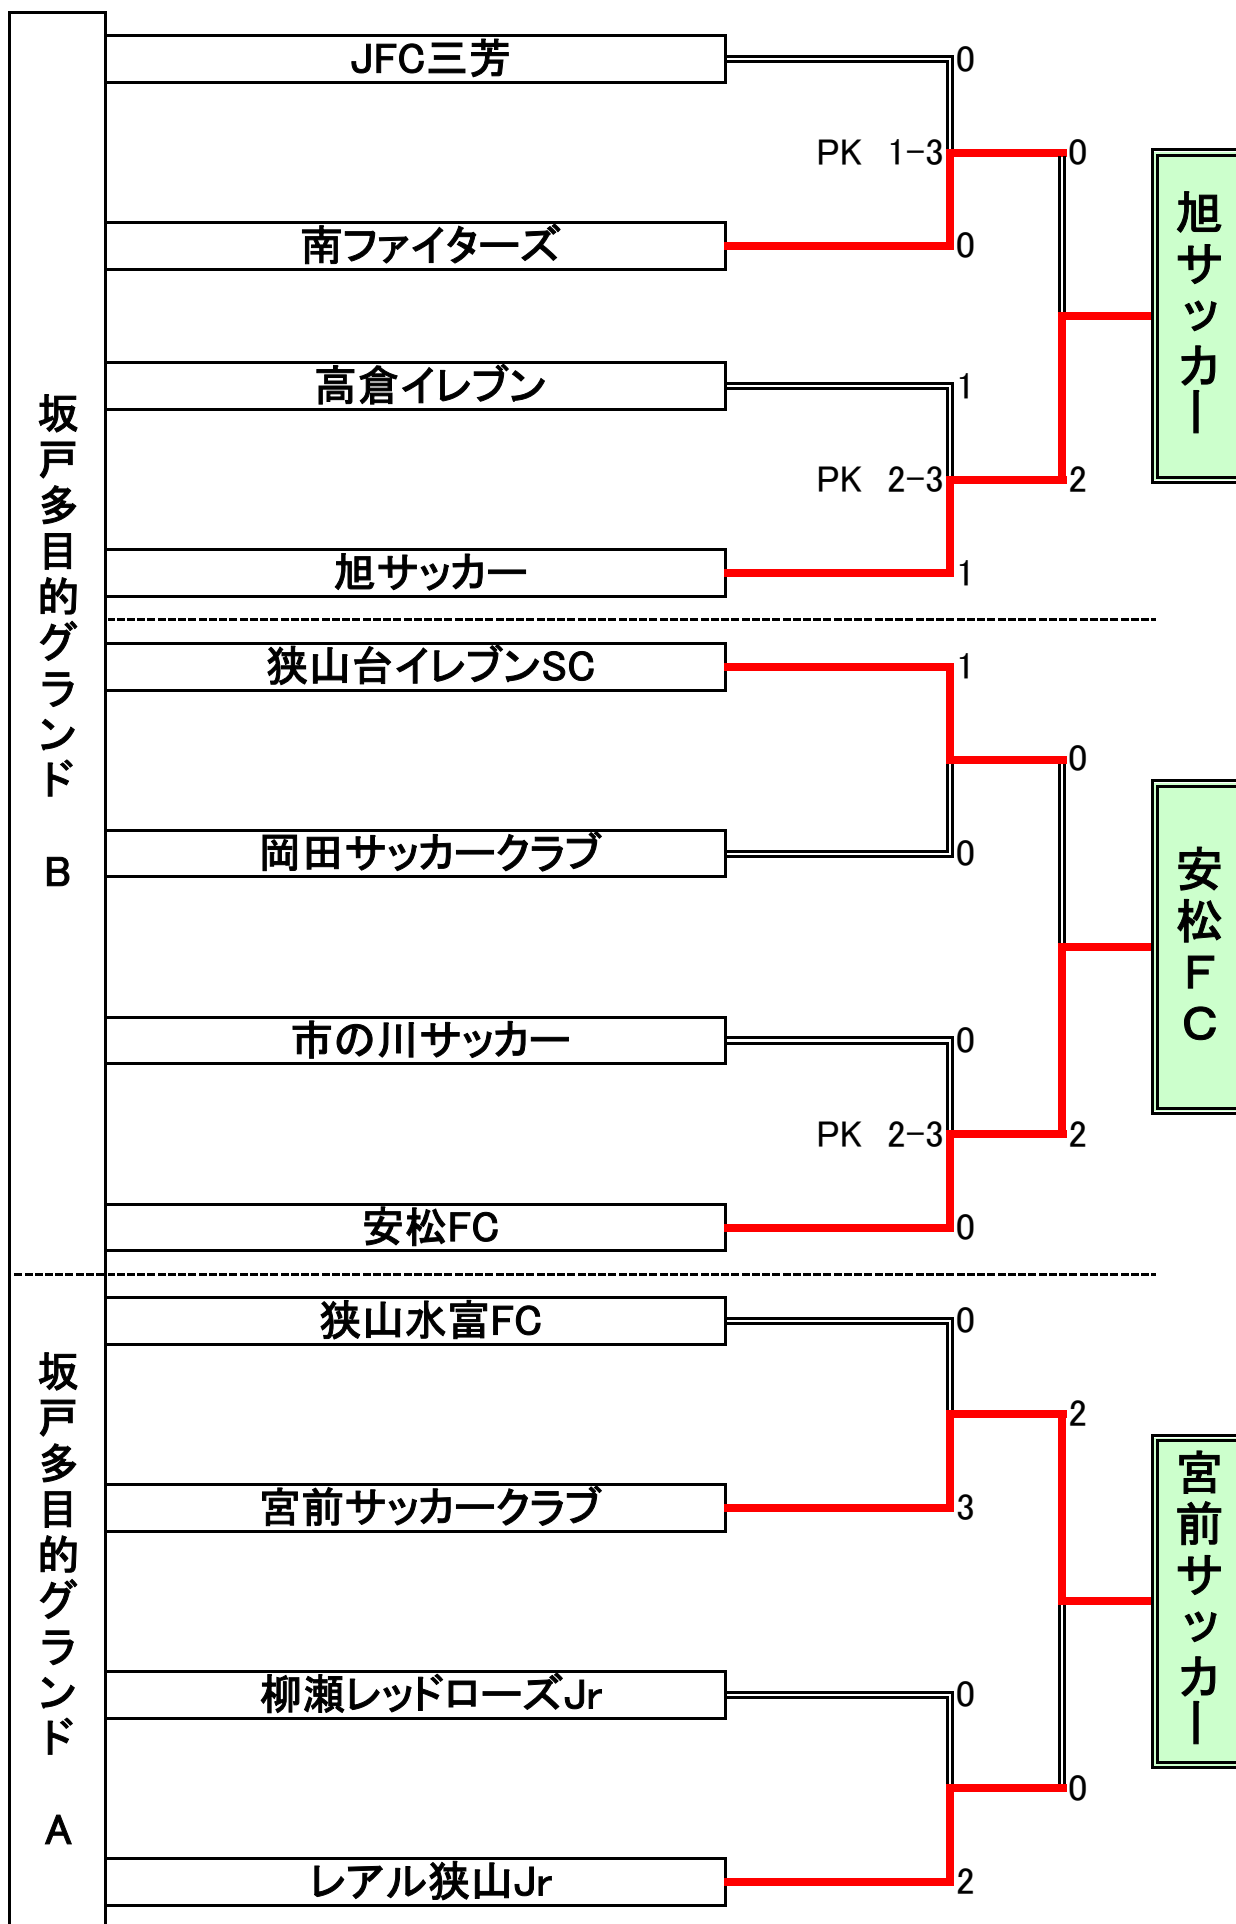 坂戸多目的グランド B
JFC三芳
0
PK 1-3
0
南ファイターズ
0
高倉イレブン
1
PK 2-3
2
旭サッカー
1
旭サッカー
狭山台イレブンSC
1
0
岡田サッカークラブ
0
市の川サッカー
0
PK 2-3
2
安松FC
0
安松FC
坂戸多目的グランド A
狭山水富FC
0
2
宮前サッカークラブ
3
柳瀬レッドローズJr
0
0
レアル狭山Jr
2
宮前サッカー